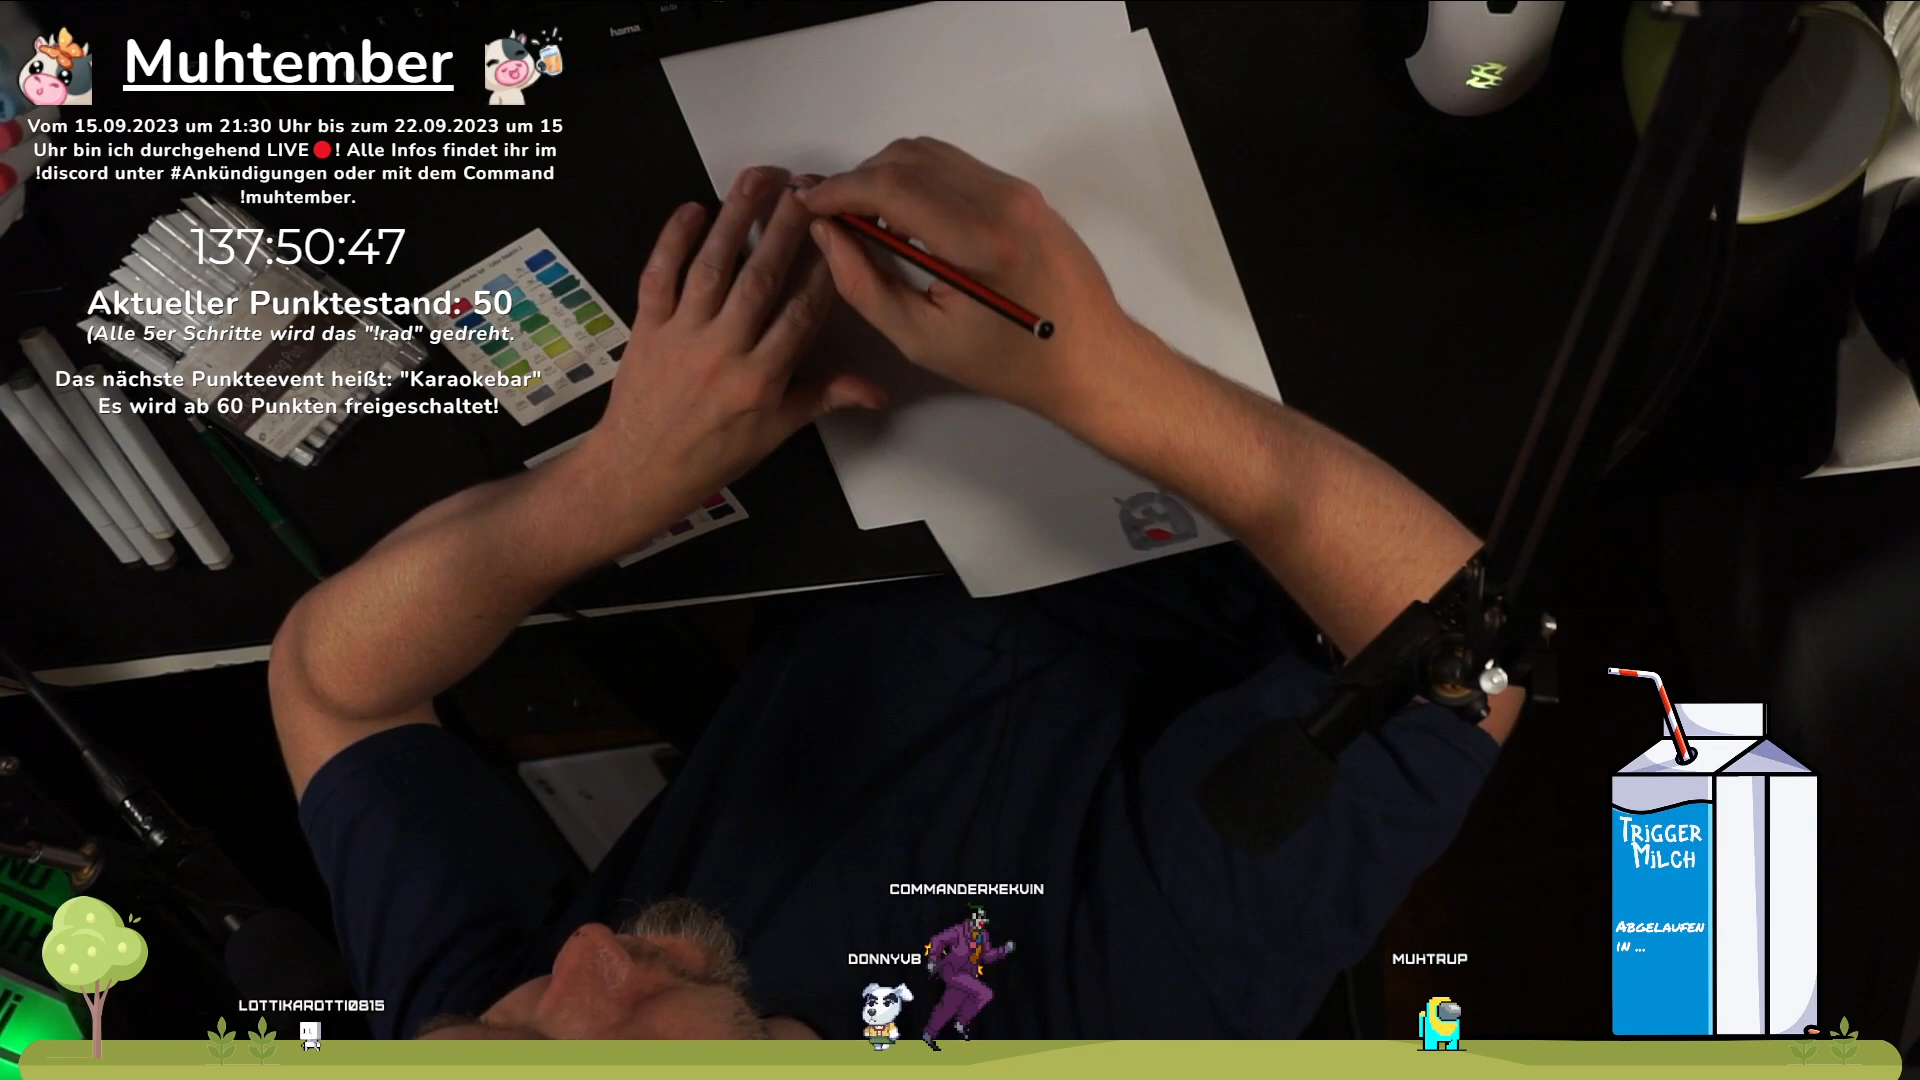 hama
Muhtember
Vom 15.09.2023 um 21:30 Uhr bis zum 22.09.2023 um 15
Uhr bin ich durchgehend LIVE🔴! Alle Infos findet ihr im
!discord unter #Ankündigungen oder mit dem Command
!muhtember.
137:50:47
Aktueller Punktestand: 50
(Alle 5er Schritte wird das "!rad" gedreht.
Das nächste Punkteevent heißt: "Karaokebar"
Es wird ab 60 Punkten freigeschaltet!
TRiGGER
MiLCH
ABGELAUFEN
IN ...
COMMANDERKEKVIN
DONNYVB
MUHTRUP
LOTTIKAROTTI0815